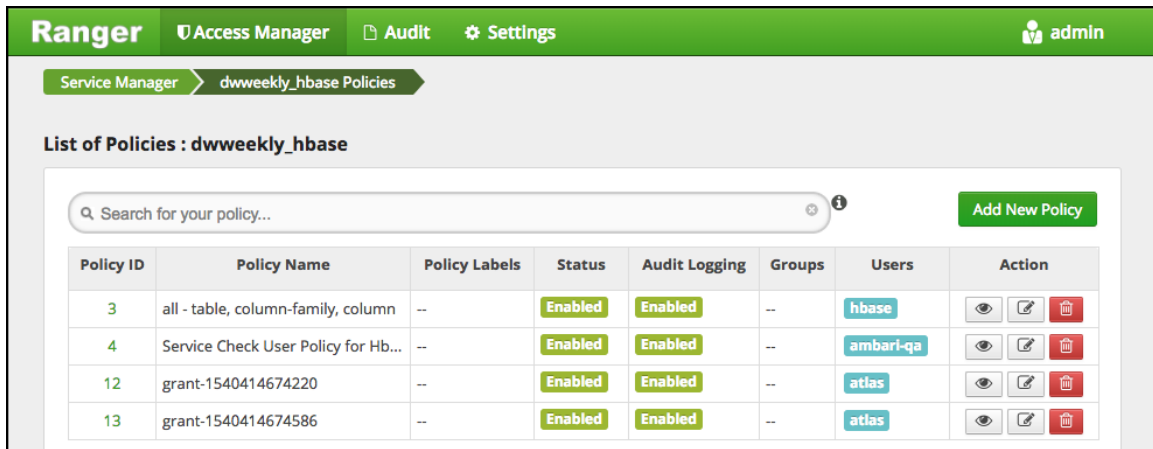 Ranger Access Manager Audit Settings admin
Service Manager dwweekly_hbase Policies
List of Policies : dwweekly_hbase
Search for your policy... Add New Policy
Policy ID Policy Name Policy Labels Status Audit Logging Groups Users Action
3 all - table, column-family, column -- Enabled Enabled -- hbase
4 Service Check User Policy for Hb... -- Enabled Enabled -- ambari-qa
12 grant-1540414674220 -- Enabled Enabled -- atlas
13 grant-1540414674586 -- Enabled Enabled -- atlas